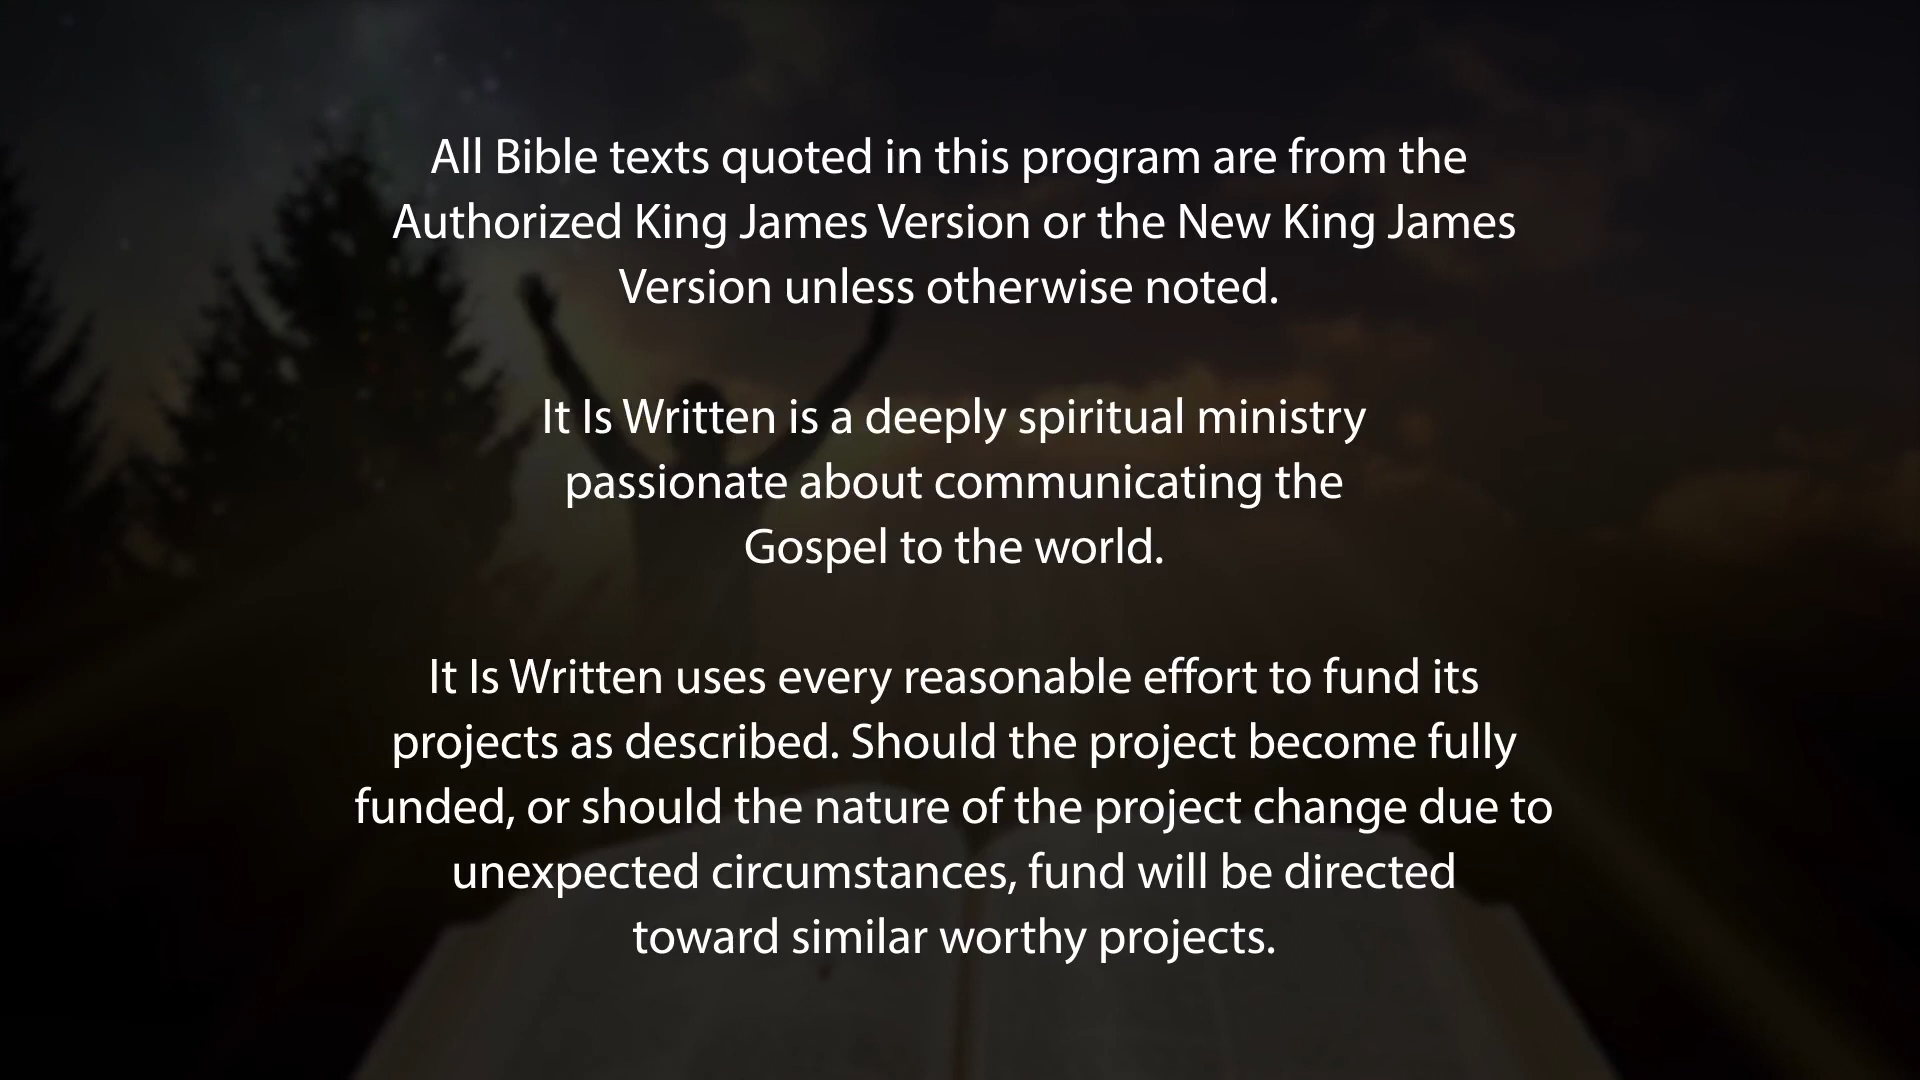 All Bible texts quoted in this program are from the
Authorized King James Version or the New King James
Version unless otherwise noted.
It Is Written is a deeply spiritual ministry
passionate about communicating the
Gospel to the world.
It Is Written uses every reasonable effort to fund its
projects as described. Should the project become fully
funded, or should the nature of the project change due to
unexpected circumstances, fund will be directed
toward similar worthy projects.